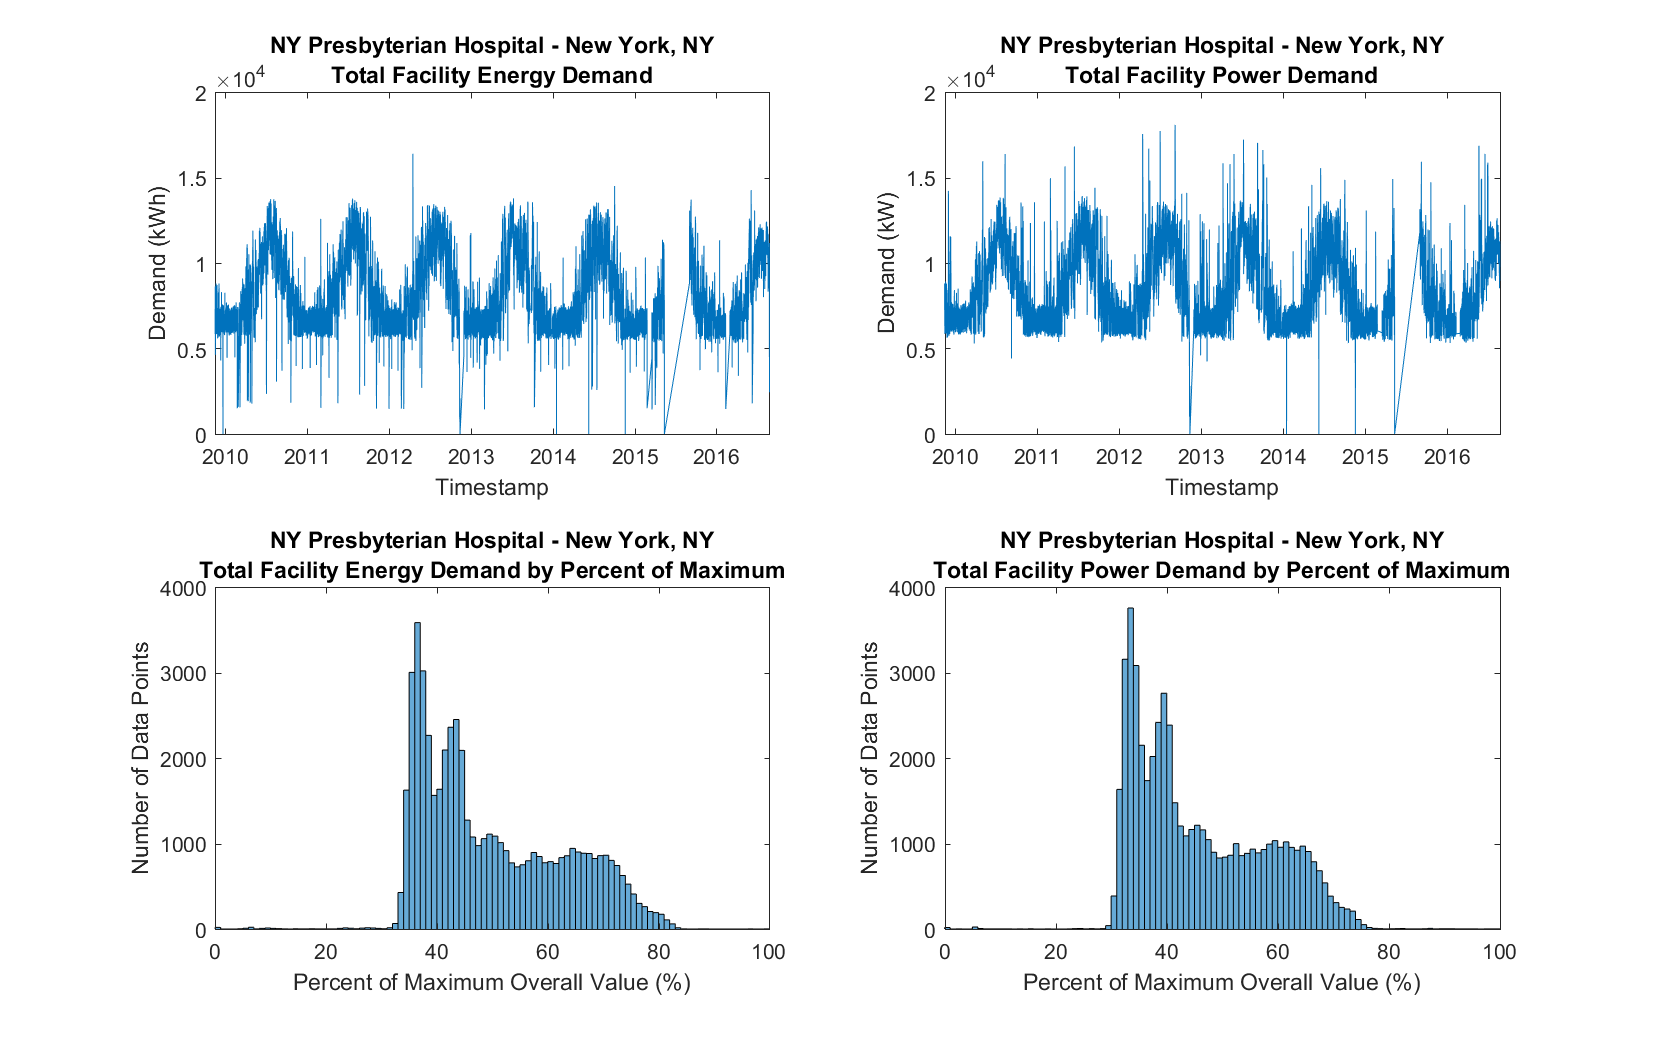 NY Presbyterian Hospital - New York, NY
Total Facility Energy Demand
×10⁴
2
1.5
1
0.5
0
Demand (kWh)
2010 2011 2012 2013 2014 2015 2016
Timestamp
NY Presbyterian Hospital - New York, NY
Total Facility Power Demand
×10⁴
2
1.5
1
0.5
0
Demand (kW)
2010 2011 2012 2013 2014 2015 2016
Timestamp
NY Presbyterian Hospital - New York, NY
Total Facility Energy Demand by Percent of Maximum
4000
3000
2000
1000
0
Number of Data Points
0 20 40 60 80 100
Percent of Maximum Overall Value (%)
NY Presbyterian Hospital - New York, NY
Total Facility Power Demand by Percent of Maximum
4000
3000
2000
1000
0
Number of Data Points
0 20 40 60 80 100
Percent of Maximum Overall Value (%)